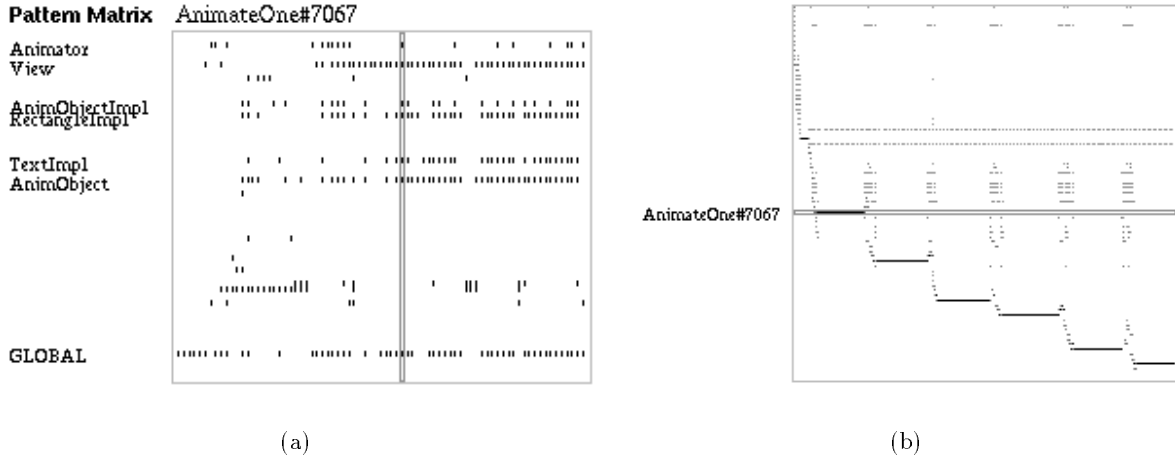 Pattern Matrix AnimateOne#7067
Animator
View
AnimObjectImpl
RectangleImpl
TextImpl
AnimObject
GLOBAL
(a)
AnimateOne#7067
(b)